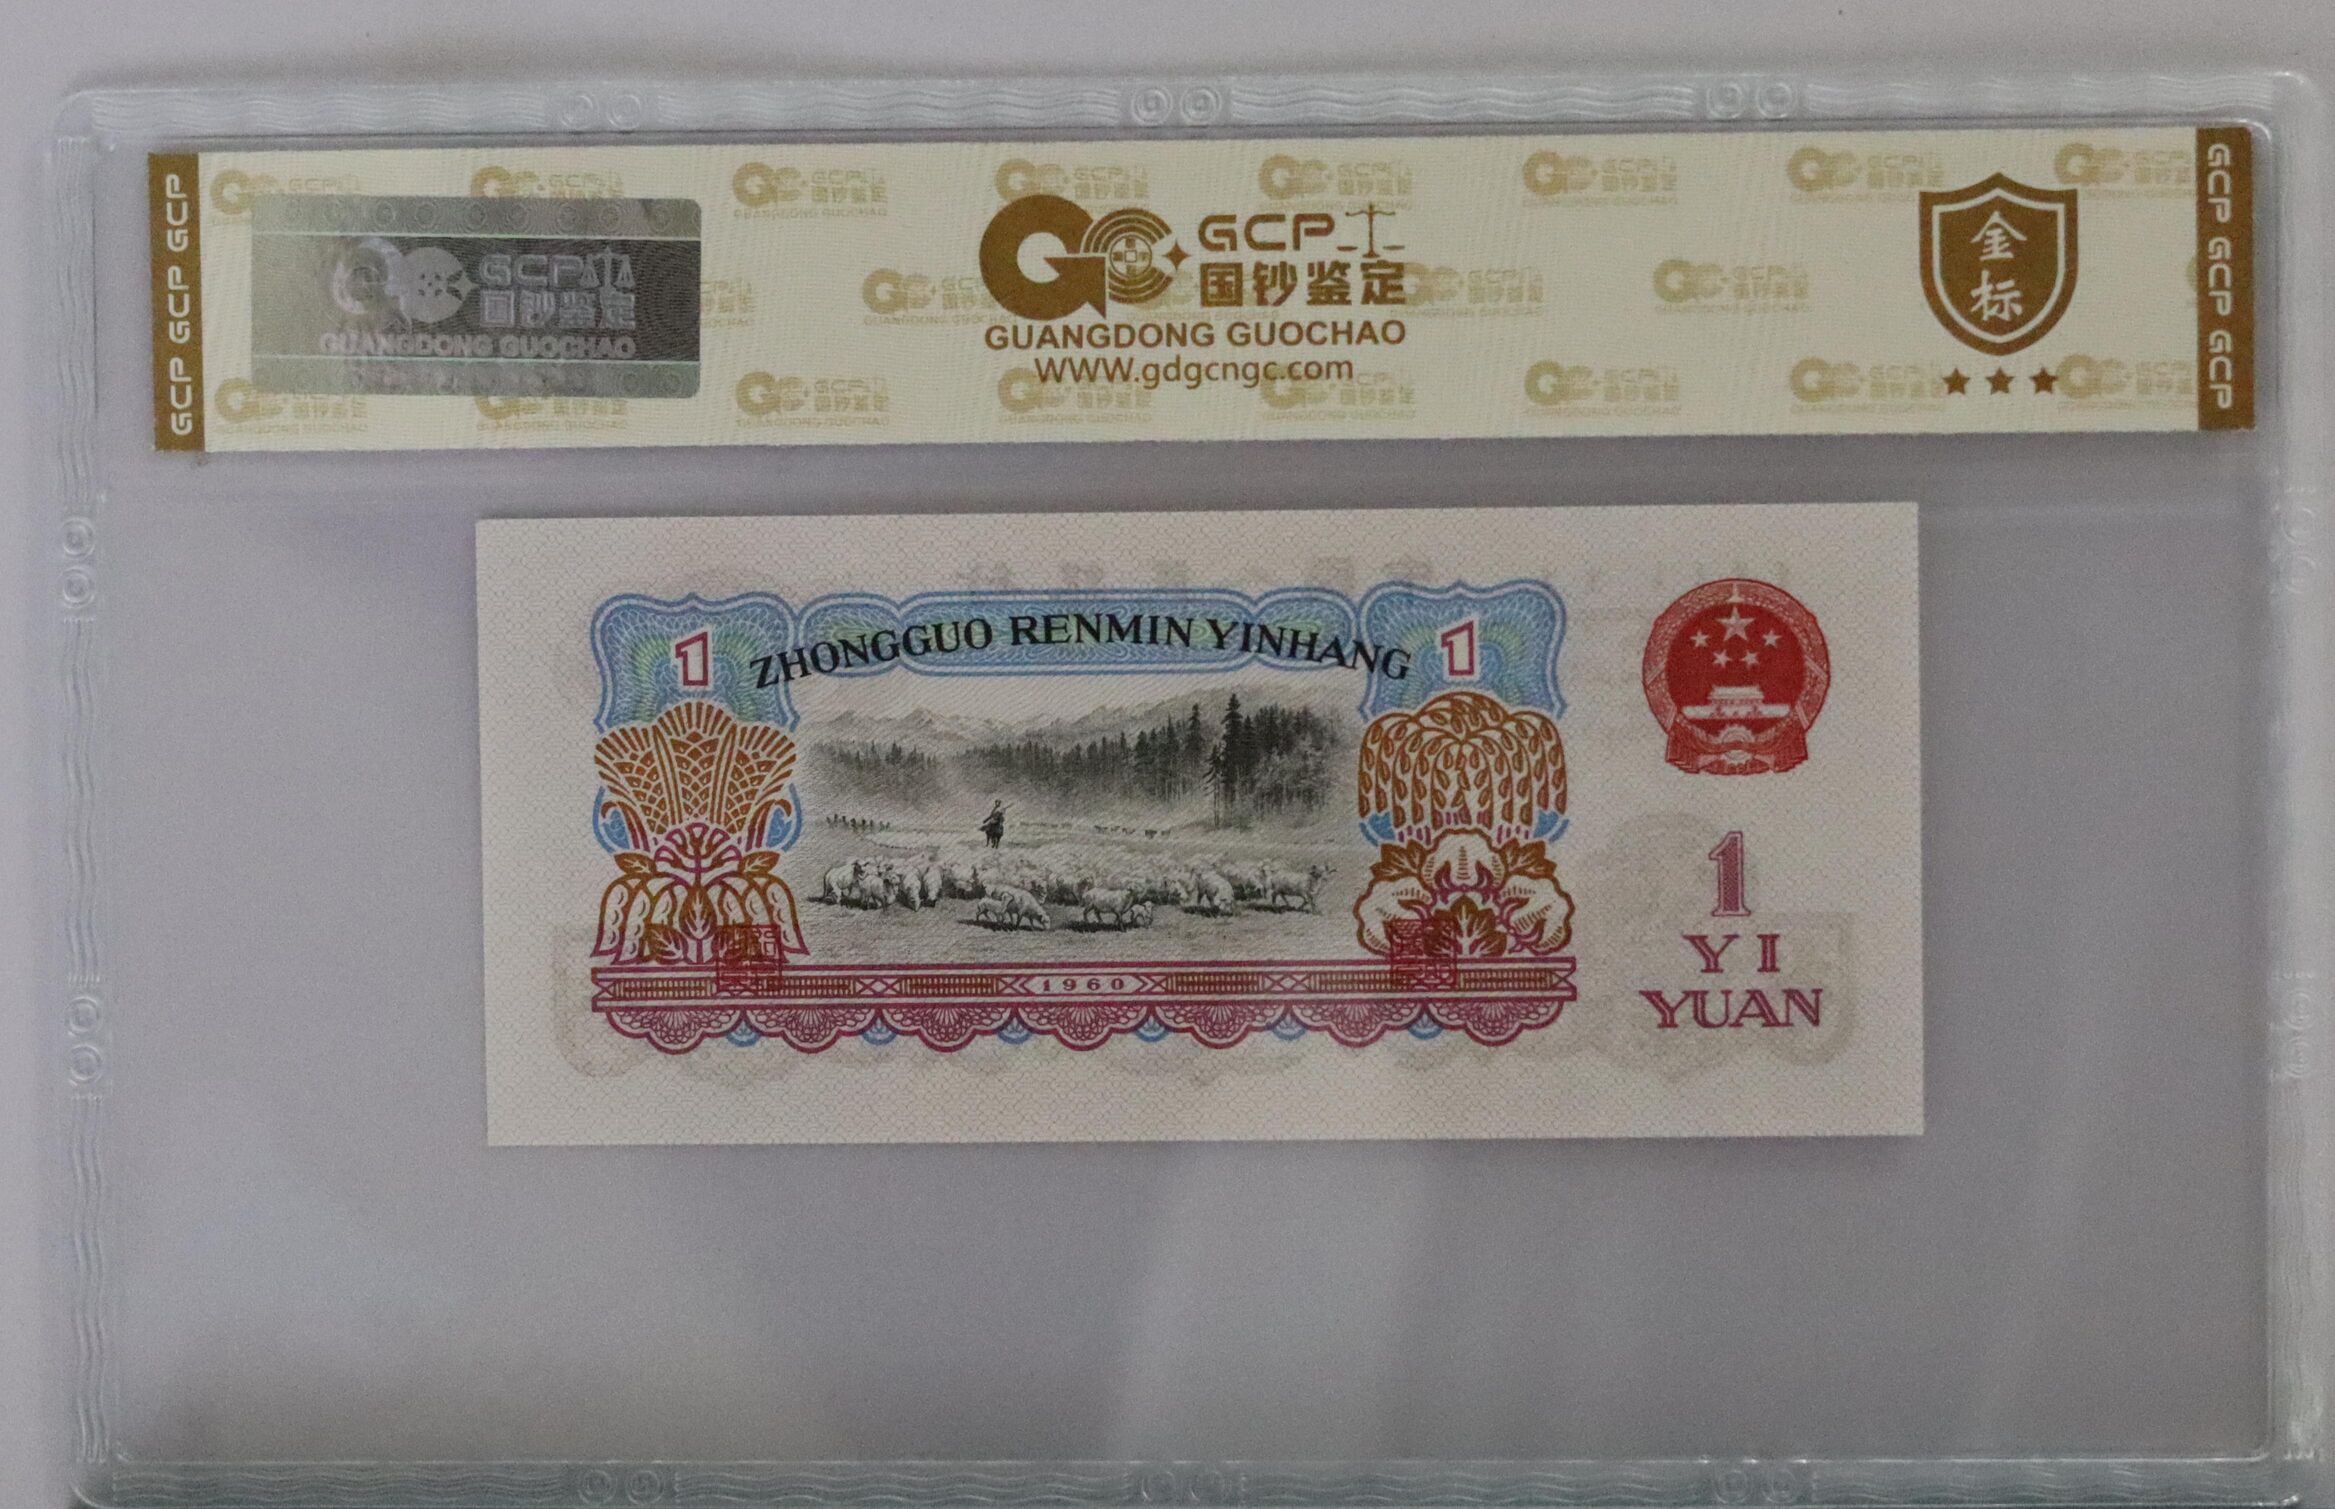 GCP GCP GCP
GCP
国钞鉴定
GUANGDONG GUOCHAO
GCP
国钞鉴定
GUANGDONG GUOCHAO
WWW.gdgcngc.com
金
标
GCP GCP GCP
1
ZHONGGUO RENMIN YINHANG
1
1960
1
YI
YUAN